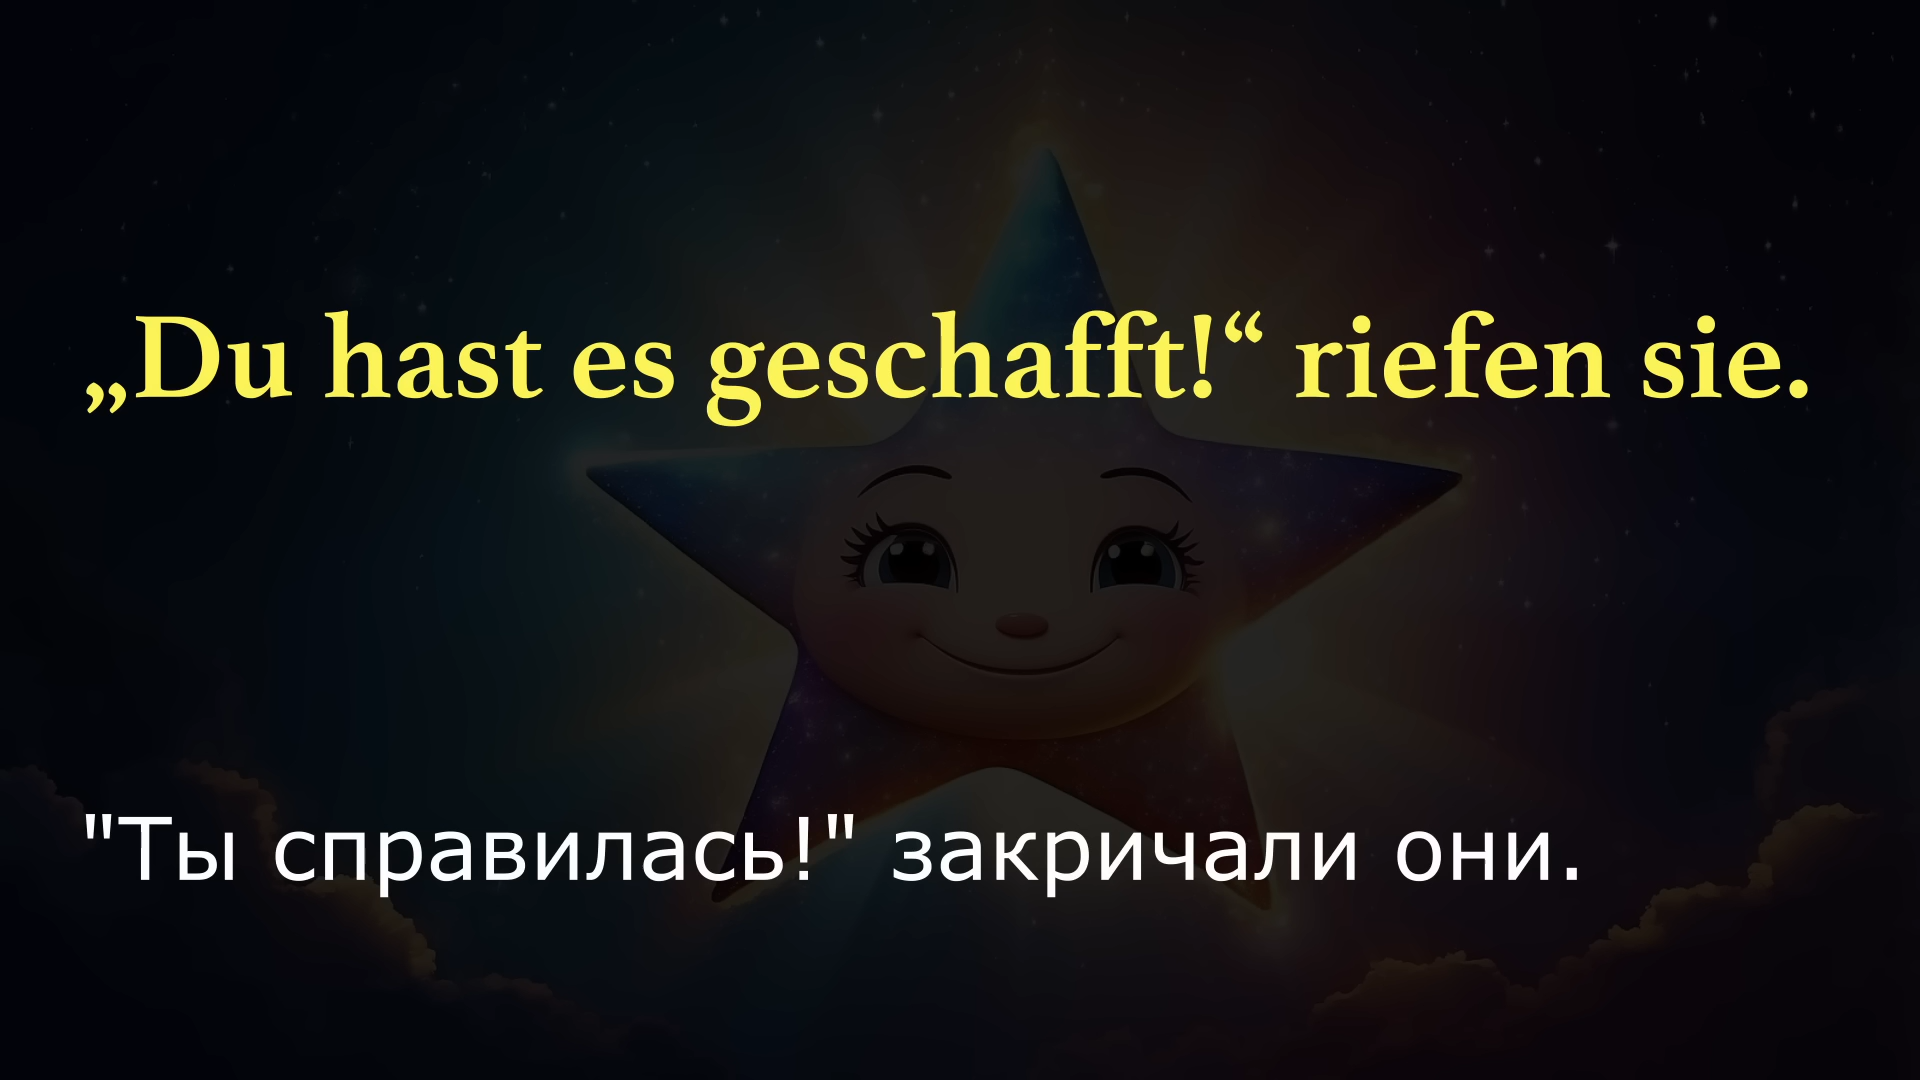 „Du hast es geschafft!“ riefen sie.
"Ты справилась!" закричали они.